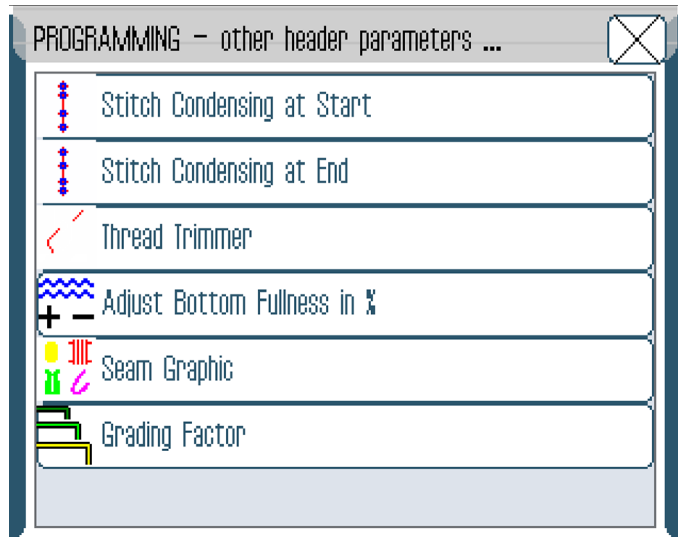 PROGRAMMING – other header parameters ...
Stitch Condensing at Start
Stitch Condensing at End
Thread Trimmer
Adjust Bottom Fullness in %
Seam Graphic
Grading Factor